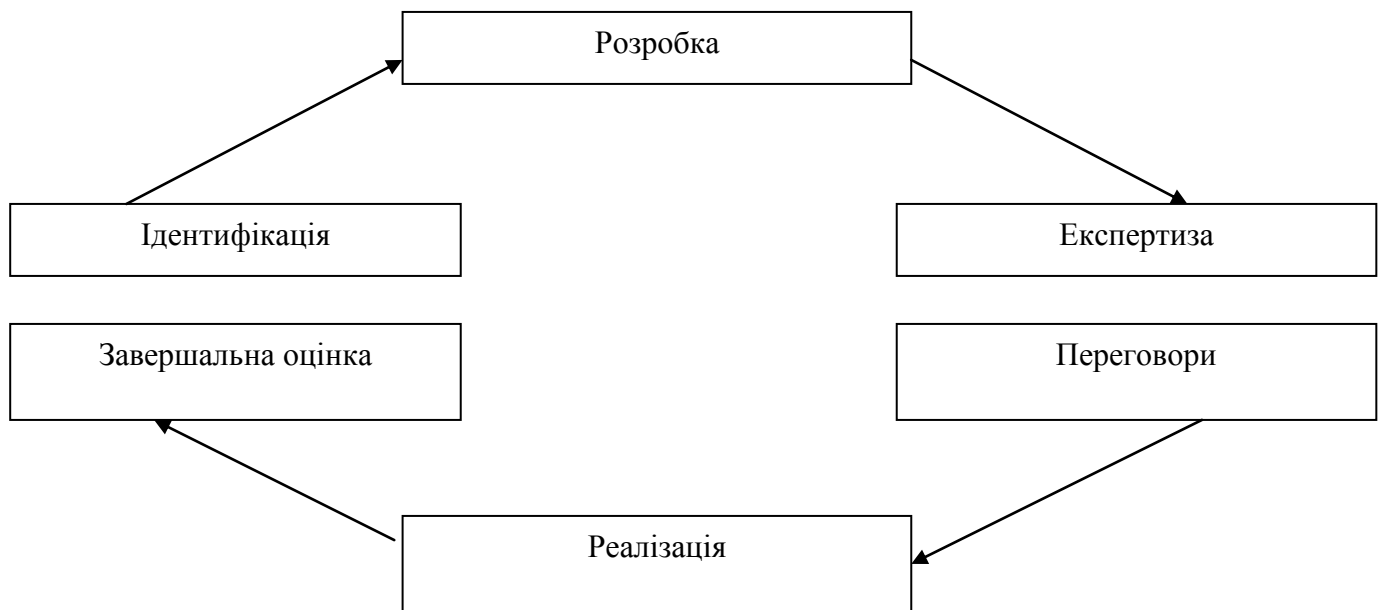 Розробка
Ідентифікація
Експертиза
Завершальна оцінка
Переговори
Реалізація